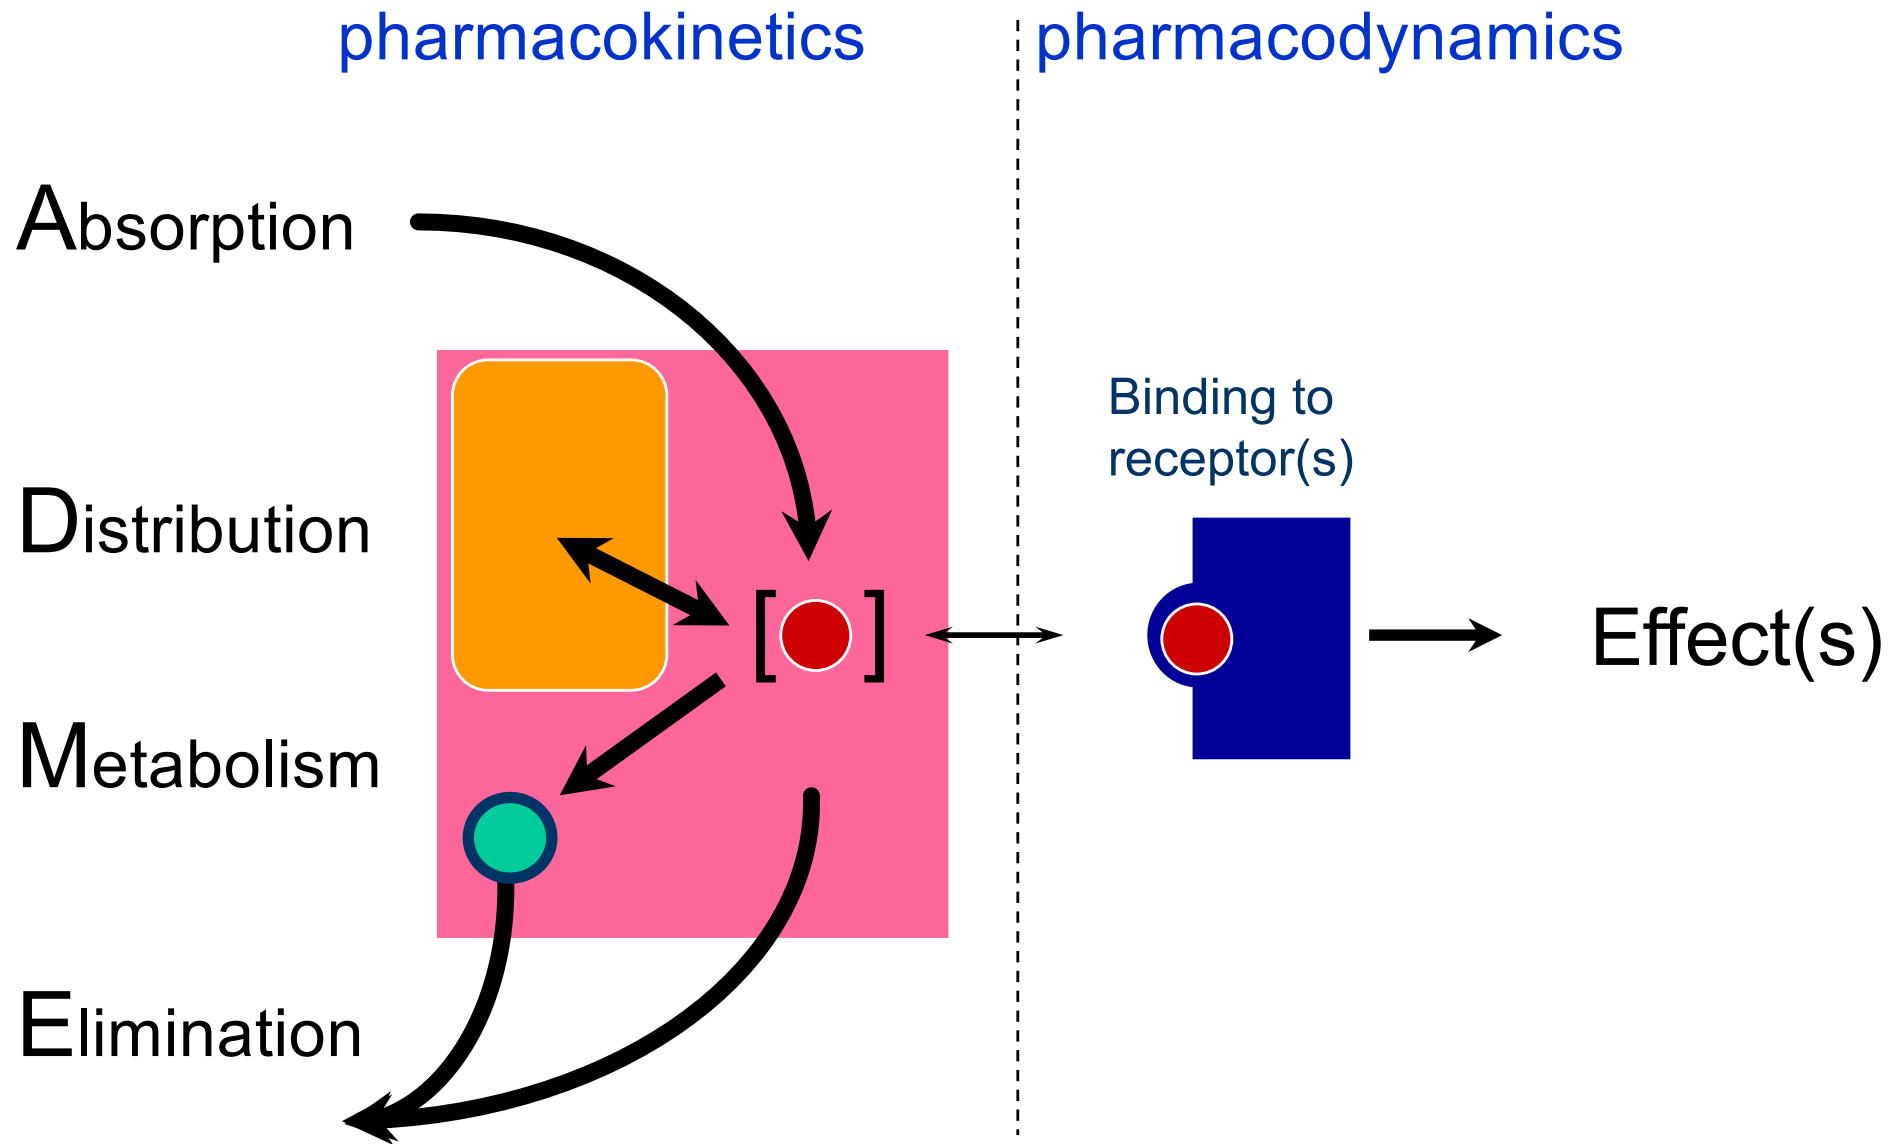 pharmacokinetics
pharmacodynamics
Absorption
Distribution
Metabolism
Elimination
[ ]
Binding to
receptor(s)
Effect(s)